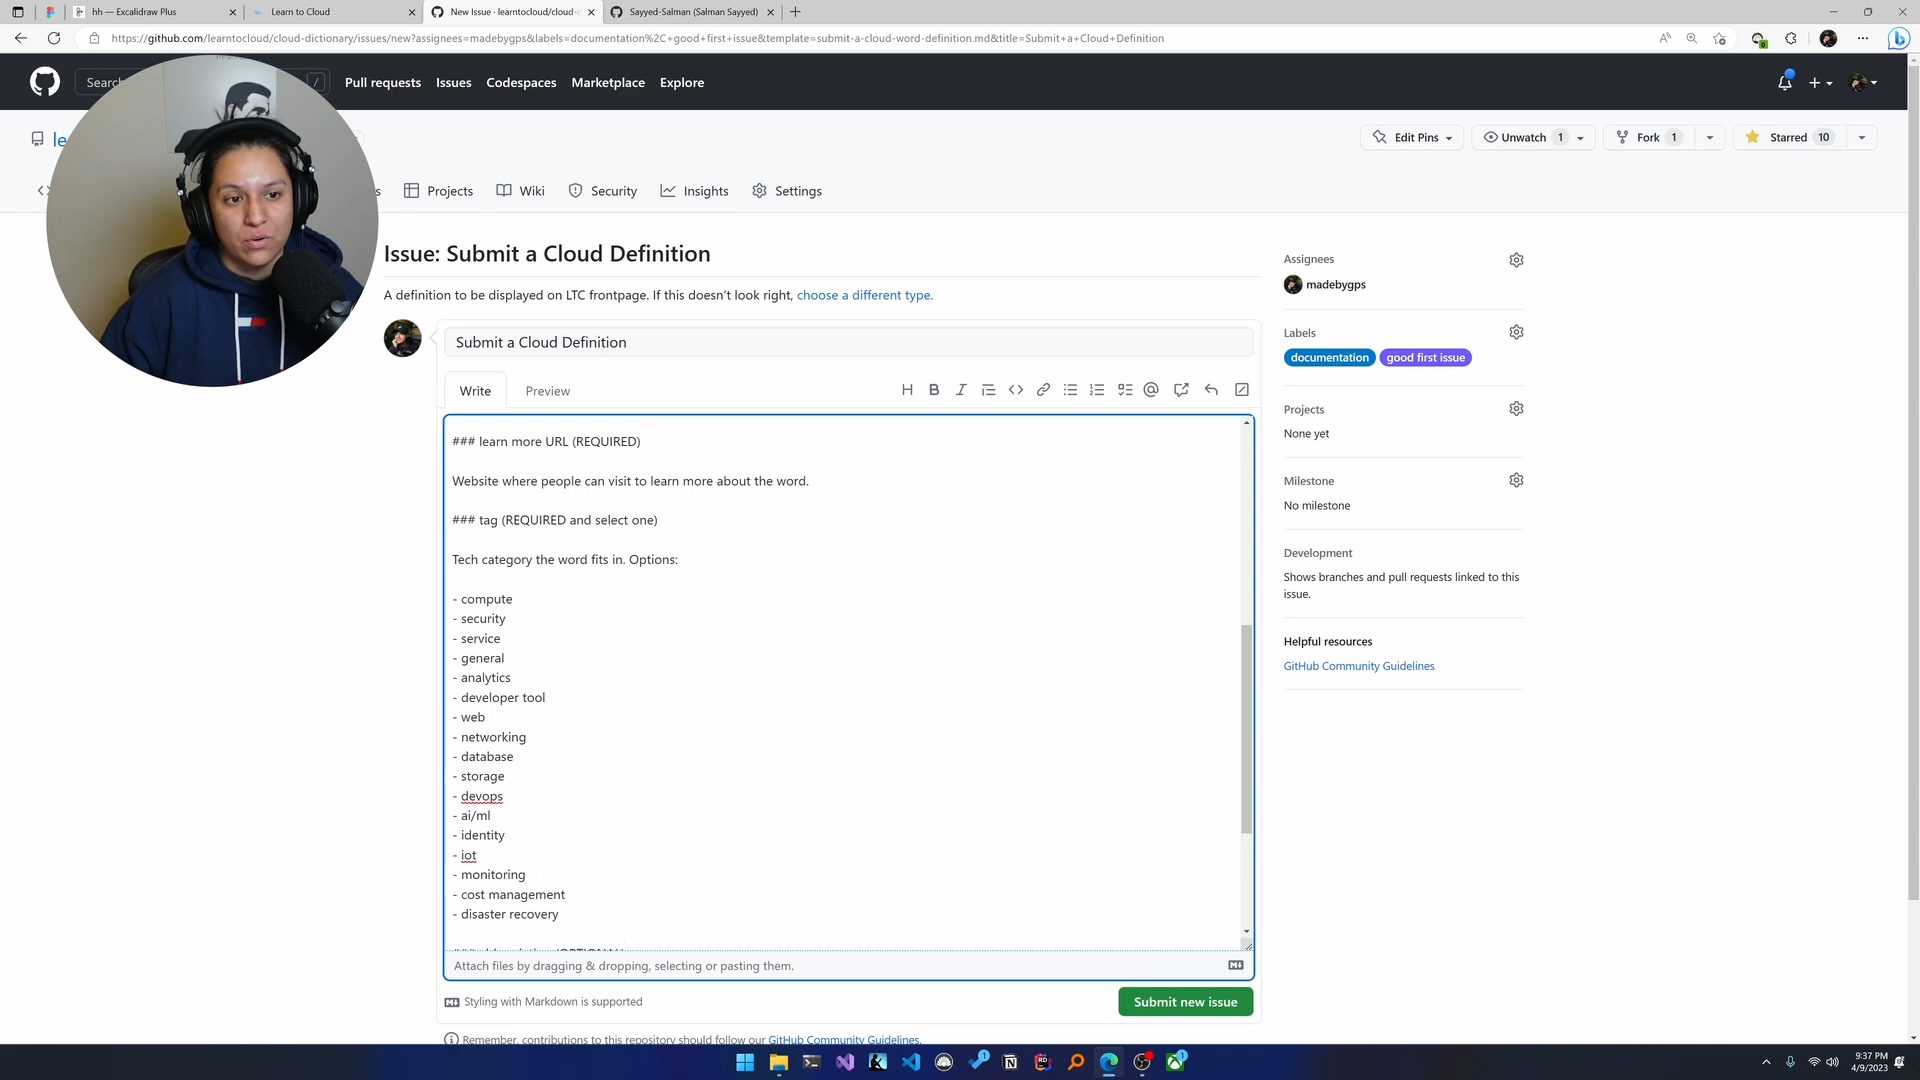 hh — Excalidraw Plus
Learn to Cloud
New Issue · learntocloud/cloud-
Sayyed-Salman (Salman Sayyed)
https://github.com/learntocloud/cloud-dictionary/issues/new?assignees=madebygps&labels=documentation%2C+good+first+issue&template=submit-a-cloud-word-definition.md&title=Submit+a+Cloud+Definition
Searc
/
Pull requests
Issues
Codespaces
Marketplace
Explore
le
Edit Pins
Unwatch 1
Fork 1
Starred 10
s
Projects
Wiki
Security
Insights
Settings
Issue: Submit a Cloud Definition
A definition to be displayed on LTC frontpage. If this doesn’t look right, choose a different type.
Submit a Cloud Definition
Write
Preview
### learn more URL (REQUIRED)
Website where people can visit to learn more about the word.
### tag (REQUIRED and select one)
Tech category the word fits in. Options:
- compute
- security
- service
- general
- analytics
- developer tool
- web
- networking
- database
- storage
- devops
- ai/ml
- identity
- iot
- monitoring
- cost management
- disaster recovery
Attach files by dragging & dropping, selecting or pasting them.
Styling with Markdown is supported
Submit new issue
Remember, contributions to this repository should follow our GitHub Community Guidelines.
Assignees
madebygps
Labels
documentation
good first issue
Projects
None yet
Milestone
No milestone
Development
Shows branches and pull requests linked to this
issue.
Helpful resources
GitHub Community Guidelines
9:37 PM
4/9/2023